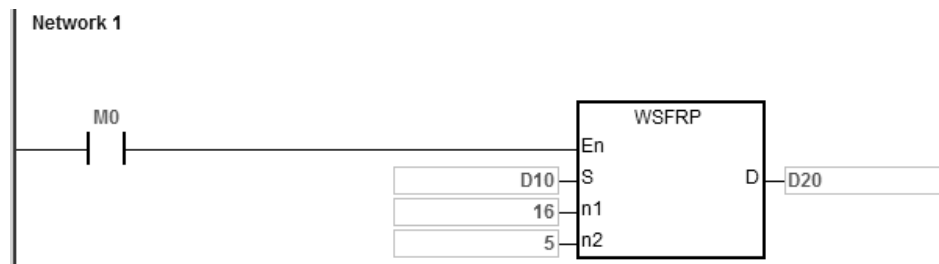 Network 1
M0
WSFRP
En
D10 S D D20
16 n1
5 n2